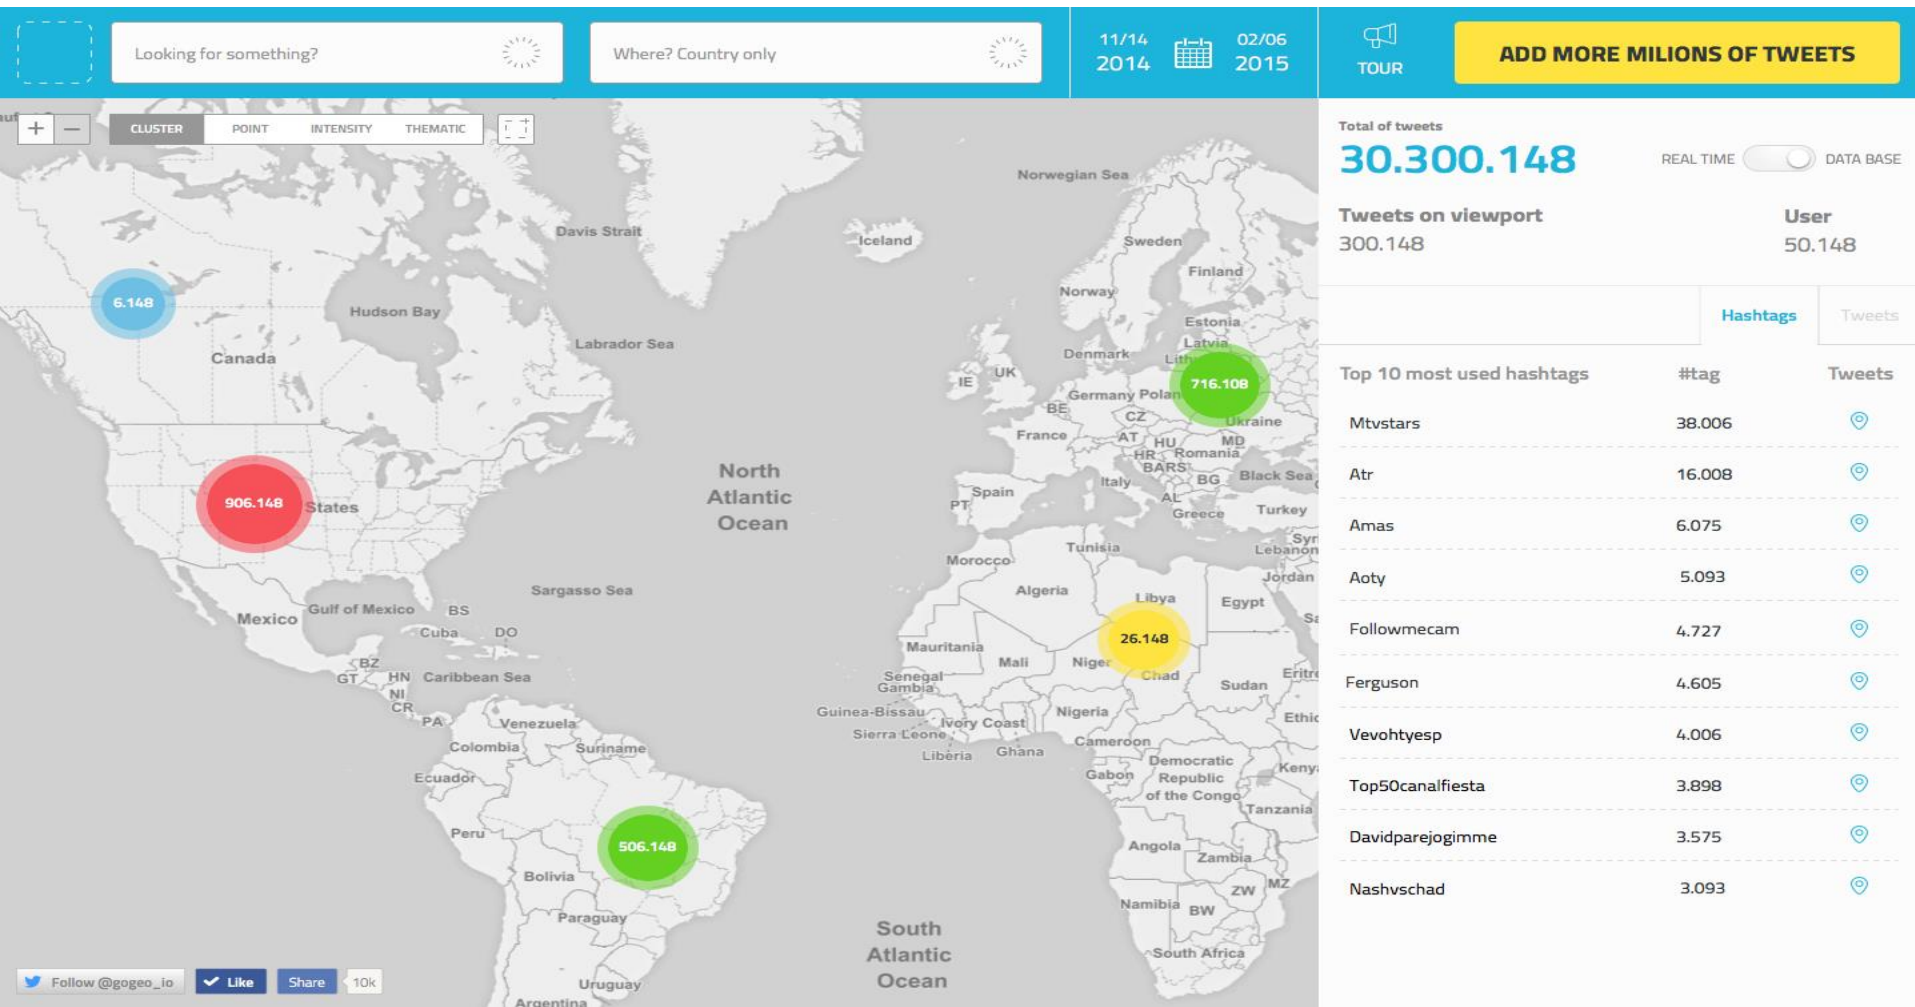 Looking for something?
Where? Country only
11/14
2014
02/06
2015
TOUR
ADD MORE MILIONS OF TWEETS
+
−
CLUSTER
POINT
INTENSITY
THEMATIC
Norwegian Sea
Davis Strait
Iceland
Sweden
Finland
Norway
6.148
Hudson Bay
Estonia
Labrador Sea
Latvia
Canada
Denmark
UK
IE
716.108
Germany
BE
CZ
Ukraine
France
AT
HU
MD
HR
Romania
BARS
North
Atlantic
Ocean
Italy
BG
Black Sea
Spain
PT
AL
Greece
Turkey
906.148
States
Tunisia
Lebanon
Morocco
Jordan
Algeria
Libya
Egypt
Sargasso Sea
Gulf of Mexico
BS
Mexico
Cuba
DO
26.148
Mauritania
Mali
Niger
Chad
BZ
GT
HN
Caribbean Sea
Senegal
Gambia
Sudan
NI
CR
PA
Guinea-Bissau
Ivory Coast
Nigeria
Venezuela
Sierra Leone
Colombia
Suriname
Liberia
Ghana
Cameroon
Ecuador
Gabon
Democratic
Republic
of the Congo
Tanzania
Peru
506.148
Angola
Zambia
Bolivia
ZW
MZ
Namibia
BW
Paraguay
South
Atlantic
Ocean
South Africa
Uruguay
Argentina
Follow @gogeo_io
Like
Share
10k
Total of tweets
30.300.148
REAL TIME
DATA BASE
Tweets on viewport
300.148
User
50.148
Hashtags
Tweets
Top 10 most used hashtags #tag Tweets
Mtvstars 38.006
Atr 16.008
Amas 6.075
Aoty 5.093
Followmecam 4.727
Ferguson 4.605
Vevohtyesp 4.006
Top50canalfiesta 3.898
Davidparejogimme 3.575
Nashvschad 3.093